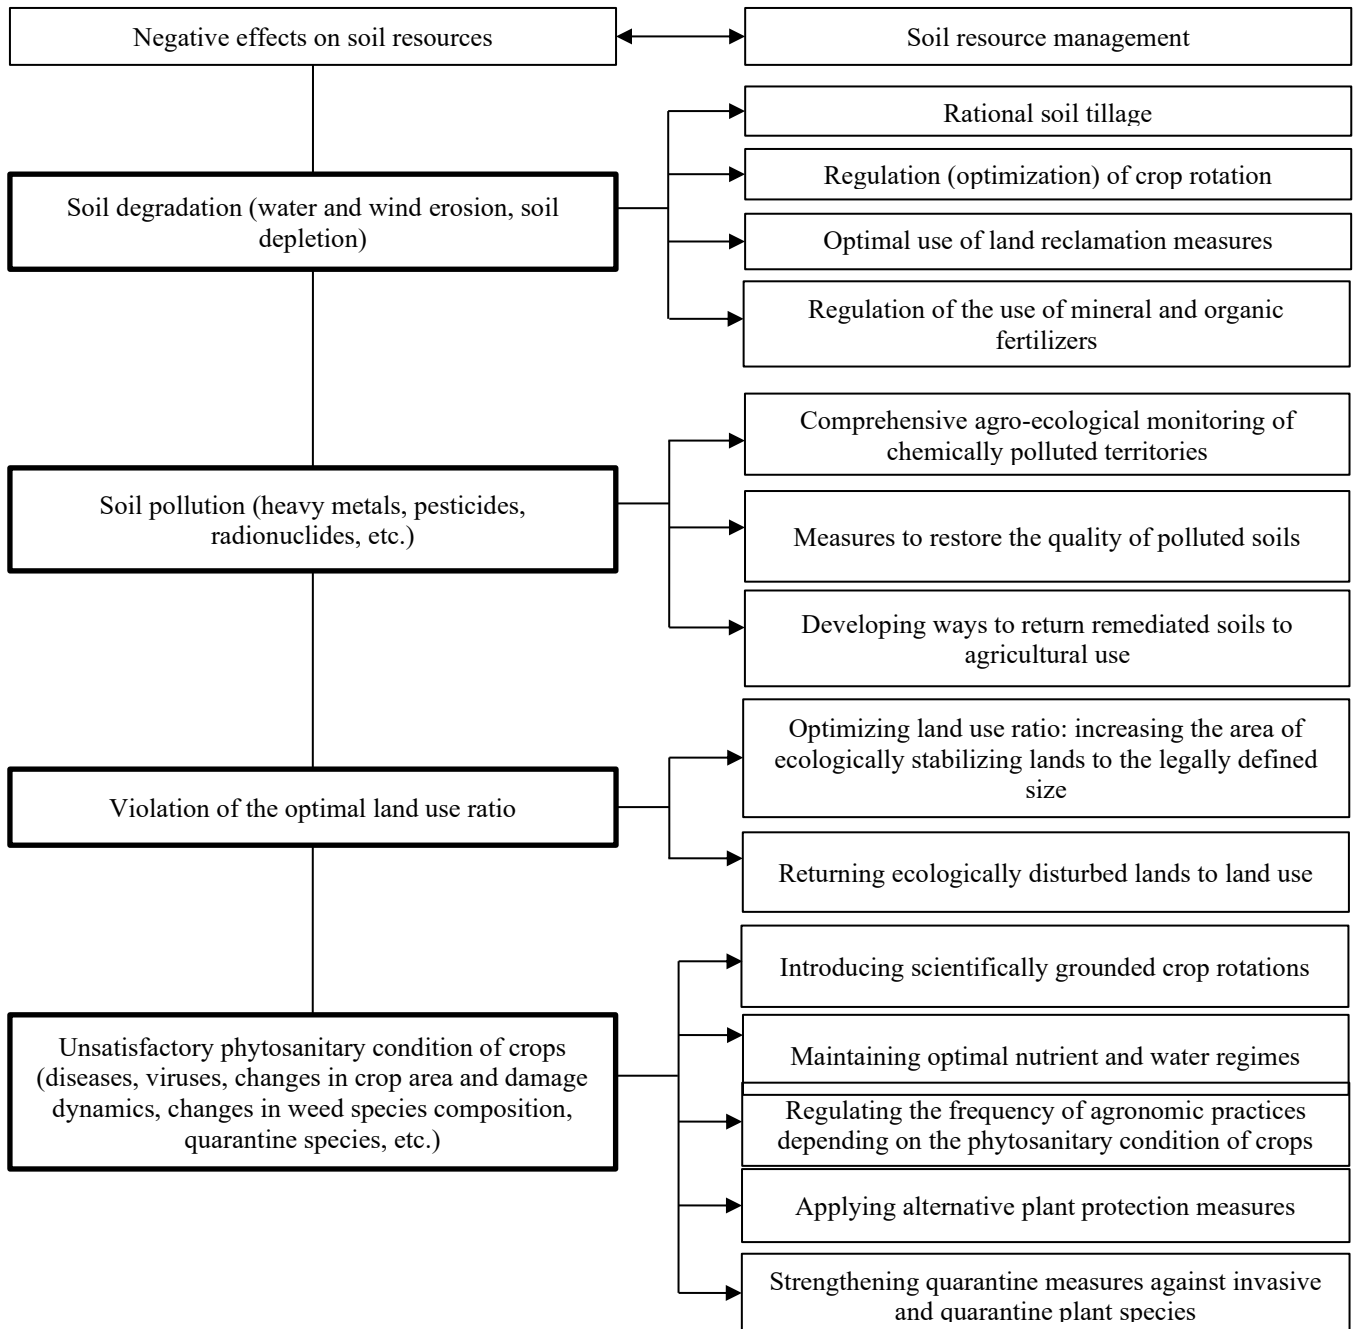 Negative effects on soil resources
Soil resource management
Rational soil tillage
Regulation (optimization) of crop rotation
Soil degradation (water and wind erosion, soil
depletion)
Optimal use of land reclamation measures
Regulation of the use of mineral and organic
fertilizers
Comprehensive agro-ecological monitoring of
chemically polluted territories
Soil pollution (heavy metals, pesticides,
radionuclides, etc.)
Measures to restore the quality of polluted soils
Developing ways to return remediated soils to
agricultural use
Optimizing land use ratio: increasing the area of
ecologically stabilizing lands to the legally defined
size
Violation of the optimal land use ratio
Returning ecologically disturbed lands to land use
Introducing scientifically grounded crop rotations
Unsatisfactory phytosanitary condition of crops
(diseases, viruses, changes in crop area and damage
dynamics, changes in weed species composition,
quarantine species, etc.)
Maintaining optimal nutrient and water regimes
Regulating the frequency of agronomic practices
depending on the phytosanitary condition of crops
Applying alternative plant protection measures
Strengthening quarantine measures against invasive
and quarantine plant species